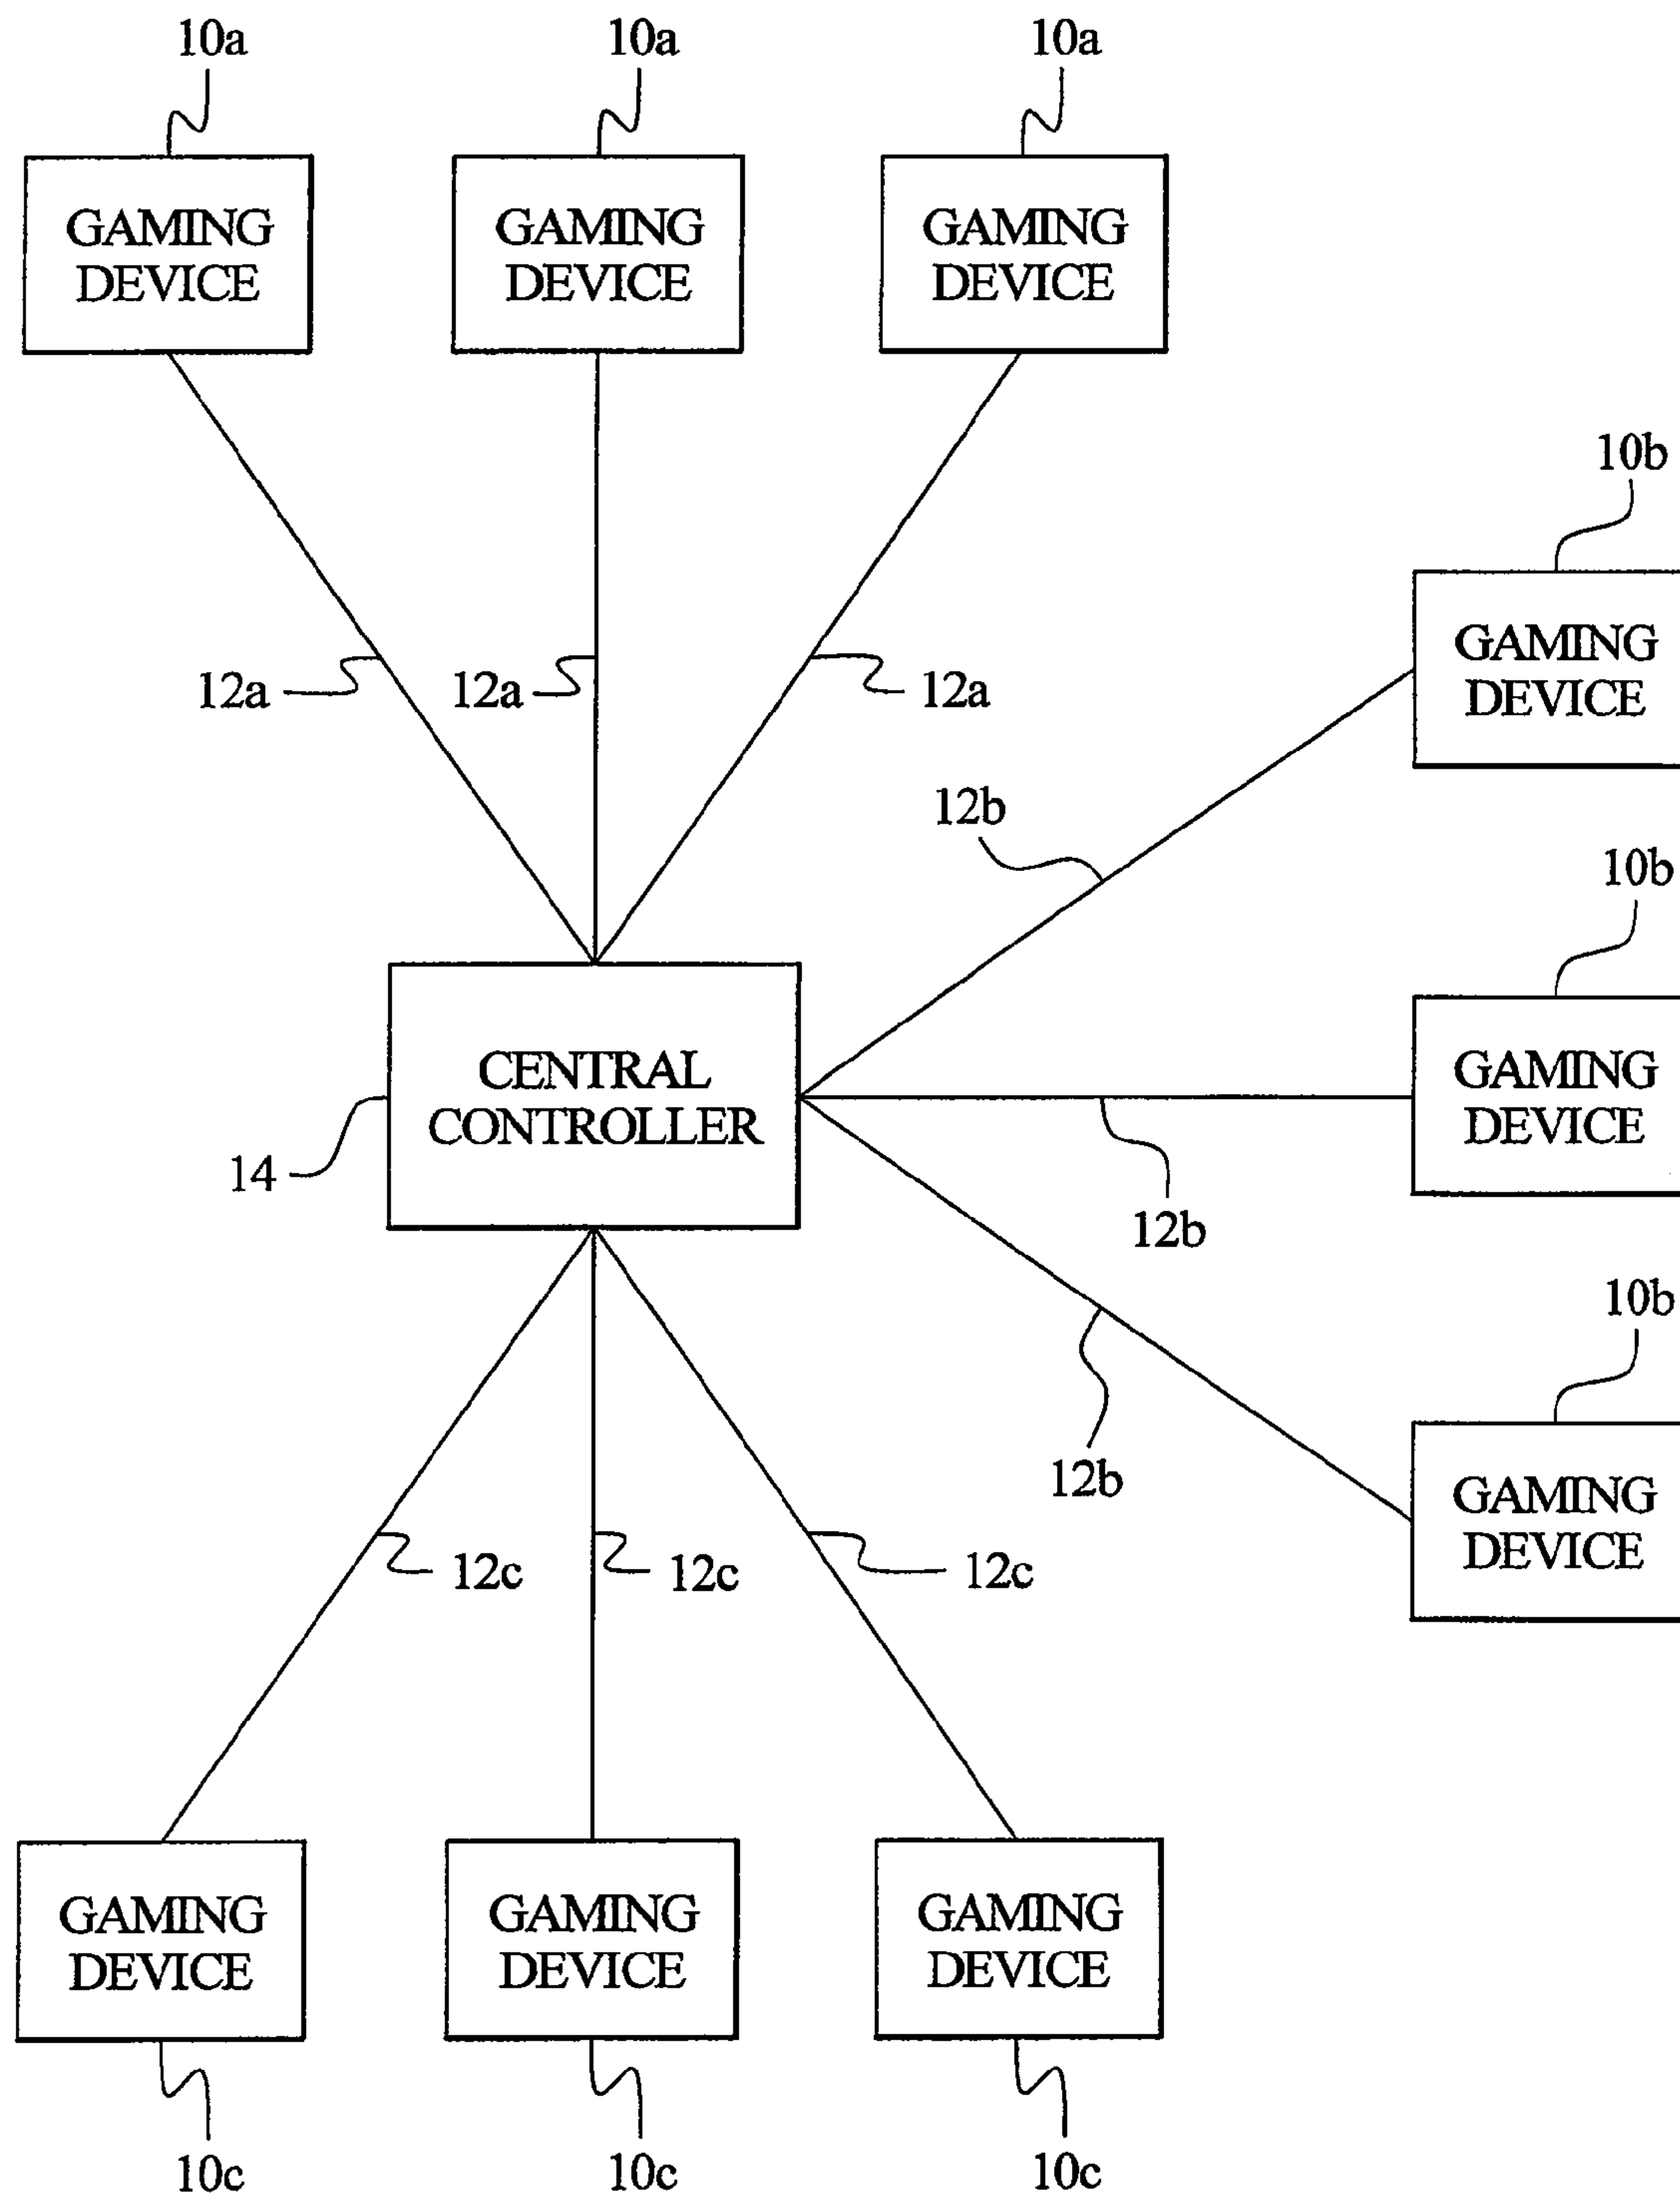 10a
10a
10a
GAMING
DEVICE
GAMING
DEVICE
GAMING
DEVICE
10b
GAMING
DEVICE
12a
12a
12a
12b
10b
CENTRAL
CONTROLLER
GAMING
DEVICE
14
12b
10b
12b
GAMING
DEVICE
12c
12c
12c
GAMING
DEVICE
GAMING
DEVICE
GAMING
DEVICE
10c
10c
10c